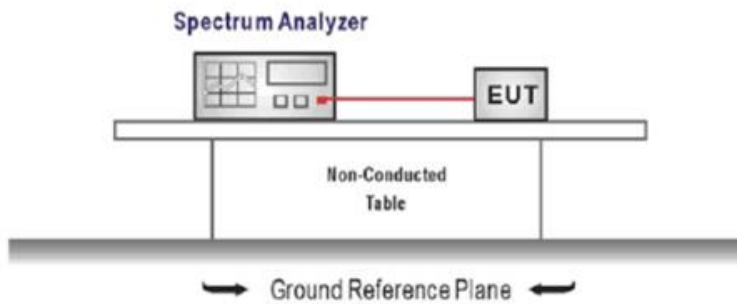 Spectrum Analyzer
EUT
Non-Conducted
Table
Ground Reference Plane